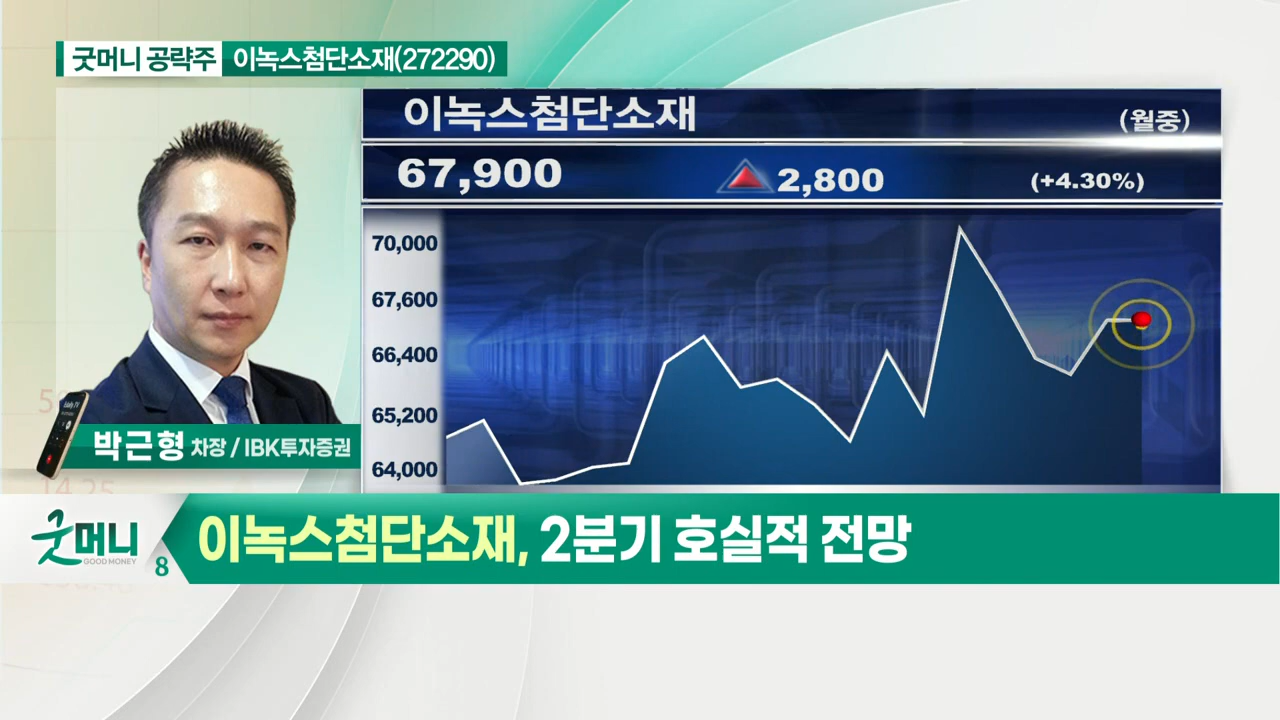 굿머니 공략주 이녹스첨단소재(272290)
이녹스첨단소재 (월중)
67,900 2,800 (+4.30%)
70,000
67,600
66,400
65,200
64,000
박근형 차장 / IBK투자증권
굿머니
GOOD MONEY
8
이녹스첨단소재, 2분기 호실적 전망